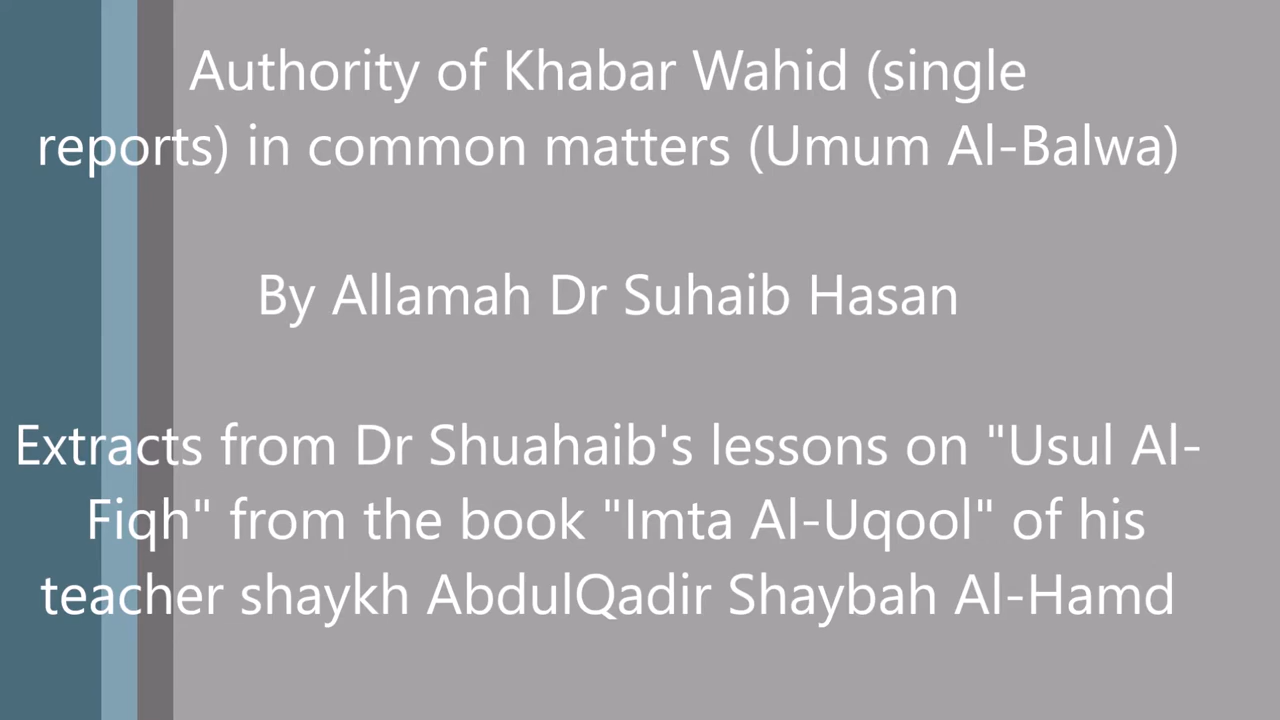 Authority of Khabar Wahid (single
reports) in common matters (Umum Al-Balwa)
By Allamah Dr Suhaib Hasan
Extracts from Dr Shuahaib's lessons on "Usul Al-
Fiqh" from the book "Imta Al-Uqool" of his
teacher shaykh AbdulQadir Shaybah Al-Hamd